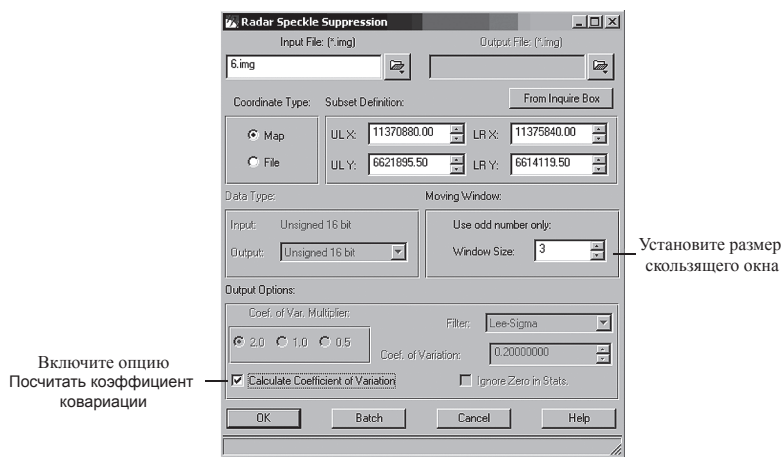 Radar Speckle Suppression
Input File: (*.img)
Output File: (*.img)
6.img
Coordinate Type:
Subset Definition:
From Inquire Box
Map
File
UL X: 11370880.00
LR X: 11375840.00
UL Y: 6621895.50
LR Y: 6614119.50
Data Type:
Moving Window:
Input: Unsigned 16 bit
Output: Unsigned 16 bit
Use odd number only:
Window Size: 3
Установите размер
скользящего окна
Output Options:
Coef. of Var. Multiplier:
2.0 1.0 0.5
Filter: Lee-Sigma
Coef. of Variation: 0.20000000
Calculate Coefficient of Variation
Ignore Zero in Stats.
Включите опцию
Посчитать коэффициент
ковариации
OK
Batch
Cancel
Help